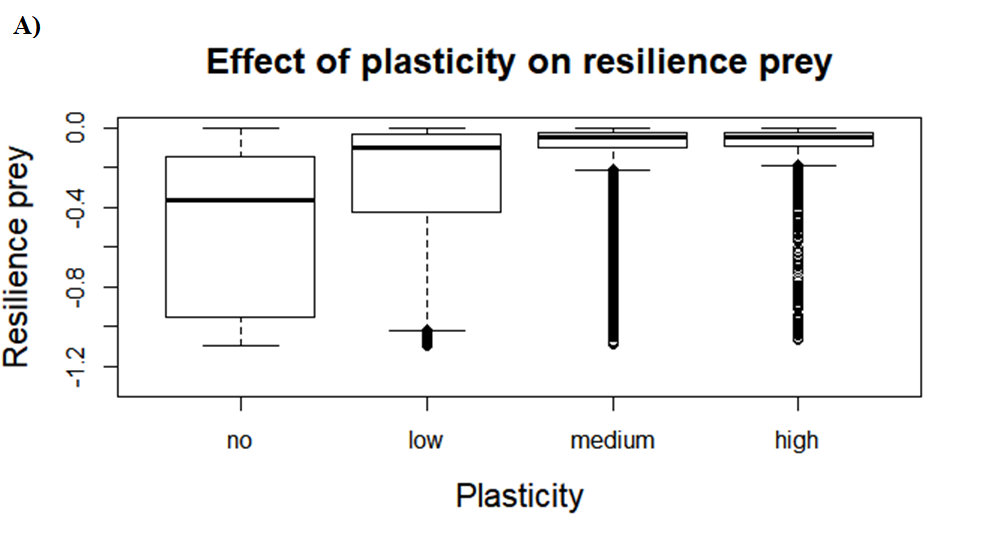 A)
Effect of plasticity on resilience prey
Resilience prey
0.0
-0.4
-0.8
-1.2
no
low
medium
high
Plasticity